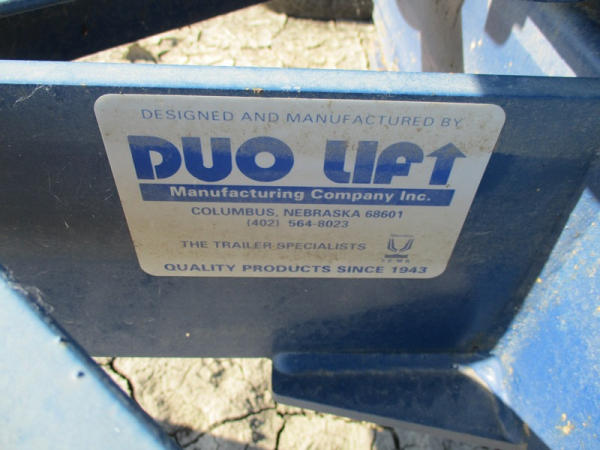 DESIGNED AND MANUFACTURED BY
DUO LIFT
Manufacturing Company Inc.
COLUMBUS, NEBRASKA 68601
(402) 564-8023
THE TRAILER SPECIALISTS
QUALITY PRODUCTS SINCE 1943